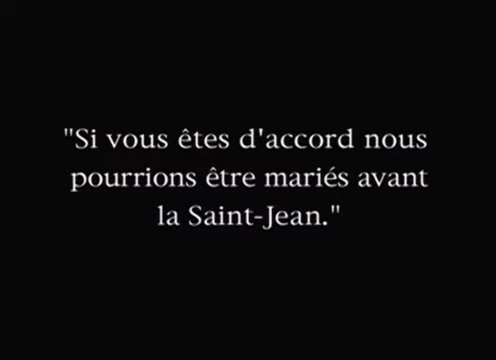 "Si vous êtes d'accord nous
pourrions être mariés avant
la Saint-Jean."